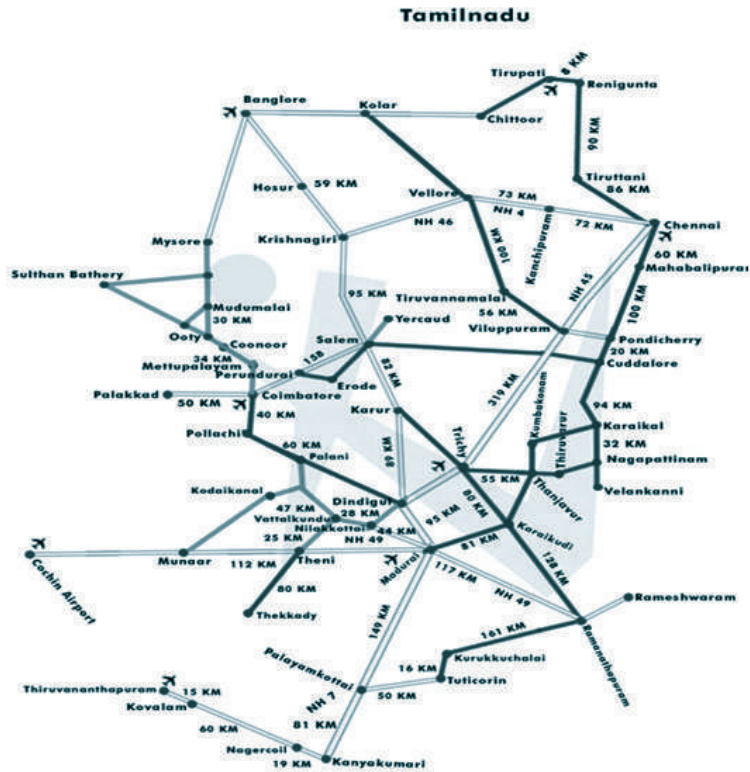 Tamilnadu
Tirupati
8 KM
Renigunta
Banglore
Kolar
Chittoor
90 KM
Tiruttani
Hosur
59 KM
Vellore
73 KM
86 KM
NH 4
Kanchipuram
72 KM
Chennai
Mysore
Krishnagiri
NH 46
100 KM
60 KM
Mahabalipuram
Sulthan Bathery
NH 45
95 KM
Tiruvannamalai
Mudumalai
30 KM
56 KM
100 KM
Yercaud
Viluppuram
Ooty
Coonoor
Salem
Pondicherry
34 KM
20 KM
Mettupalayam
158
Cuddalore
Perundurai
82 KM
Erode
319 KM
Palakkad
50 KM
Coimbatore
94 KM
40 KM
Karur
Kumbakonam
Karaikal
Pollachi
Thiruvarur
60 KM
Trichy
32 KM
Palani
68 KM
Nagapattinam
55 KM
Kodaikanal
80 KM
Thanjavur
Velankanni
Dindigul
47 KM
28 KM
Vattalkundu
Nilakkottai
95 KM
44 KM
Karaikudi
25 KM
NH 49
81 KM
Cochin Airport
Munaar
112 KM
Theni
Madurai
117 KM
128 KM
80 KM
NH 49
Rameshwaram
Thekkady
149 KM
161 KM
Ramanathapuram
Kurukkuchalai
Palayamkottai
16 KM
Tuticorin
Thiruvananthapuram
15 KM
50 KM
NH 7
Kovalam
81 KM
60 KM
Nagercoil
19 KM
Kanyakumari